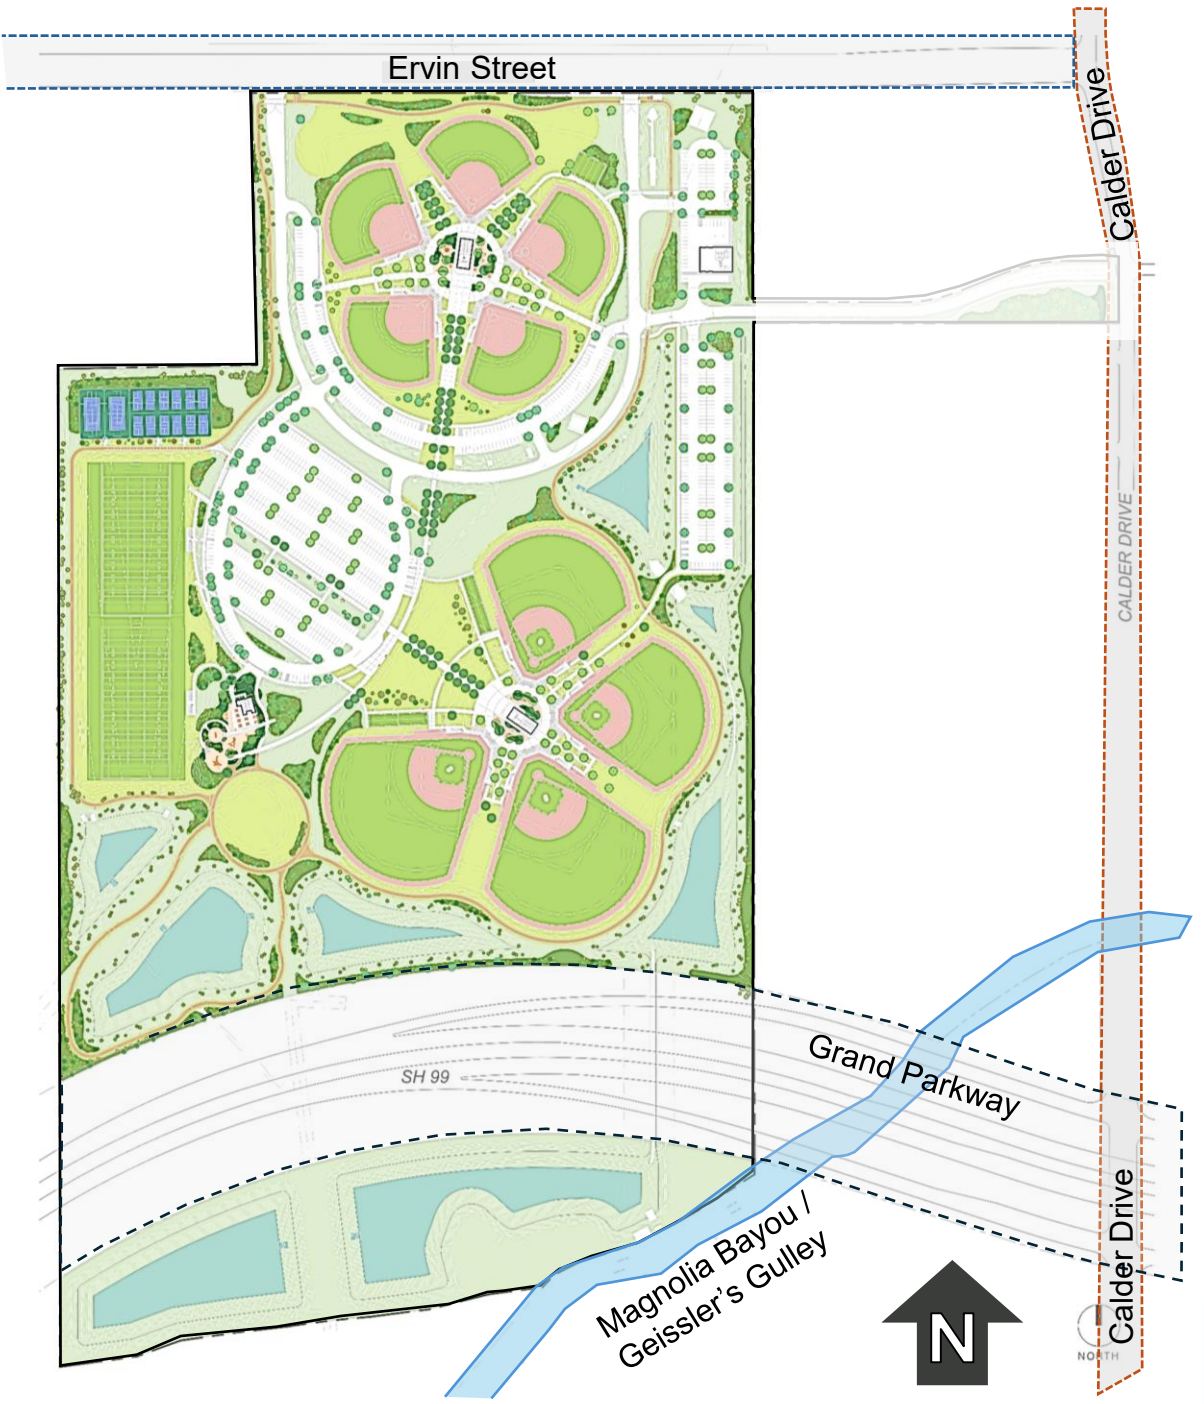 Ervin Street
Calder Drive
CALDER DRIVE
Grand Parkway
SH 99
Magnolia Bayou /
Geissler's Gulley
Calder Drive
N
NORTH